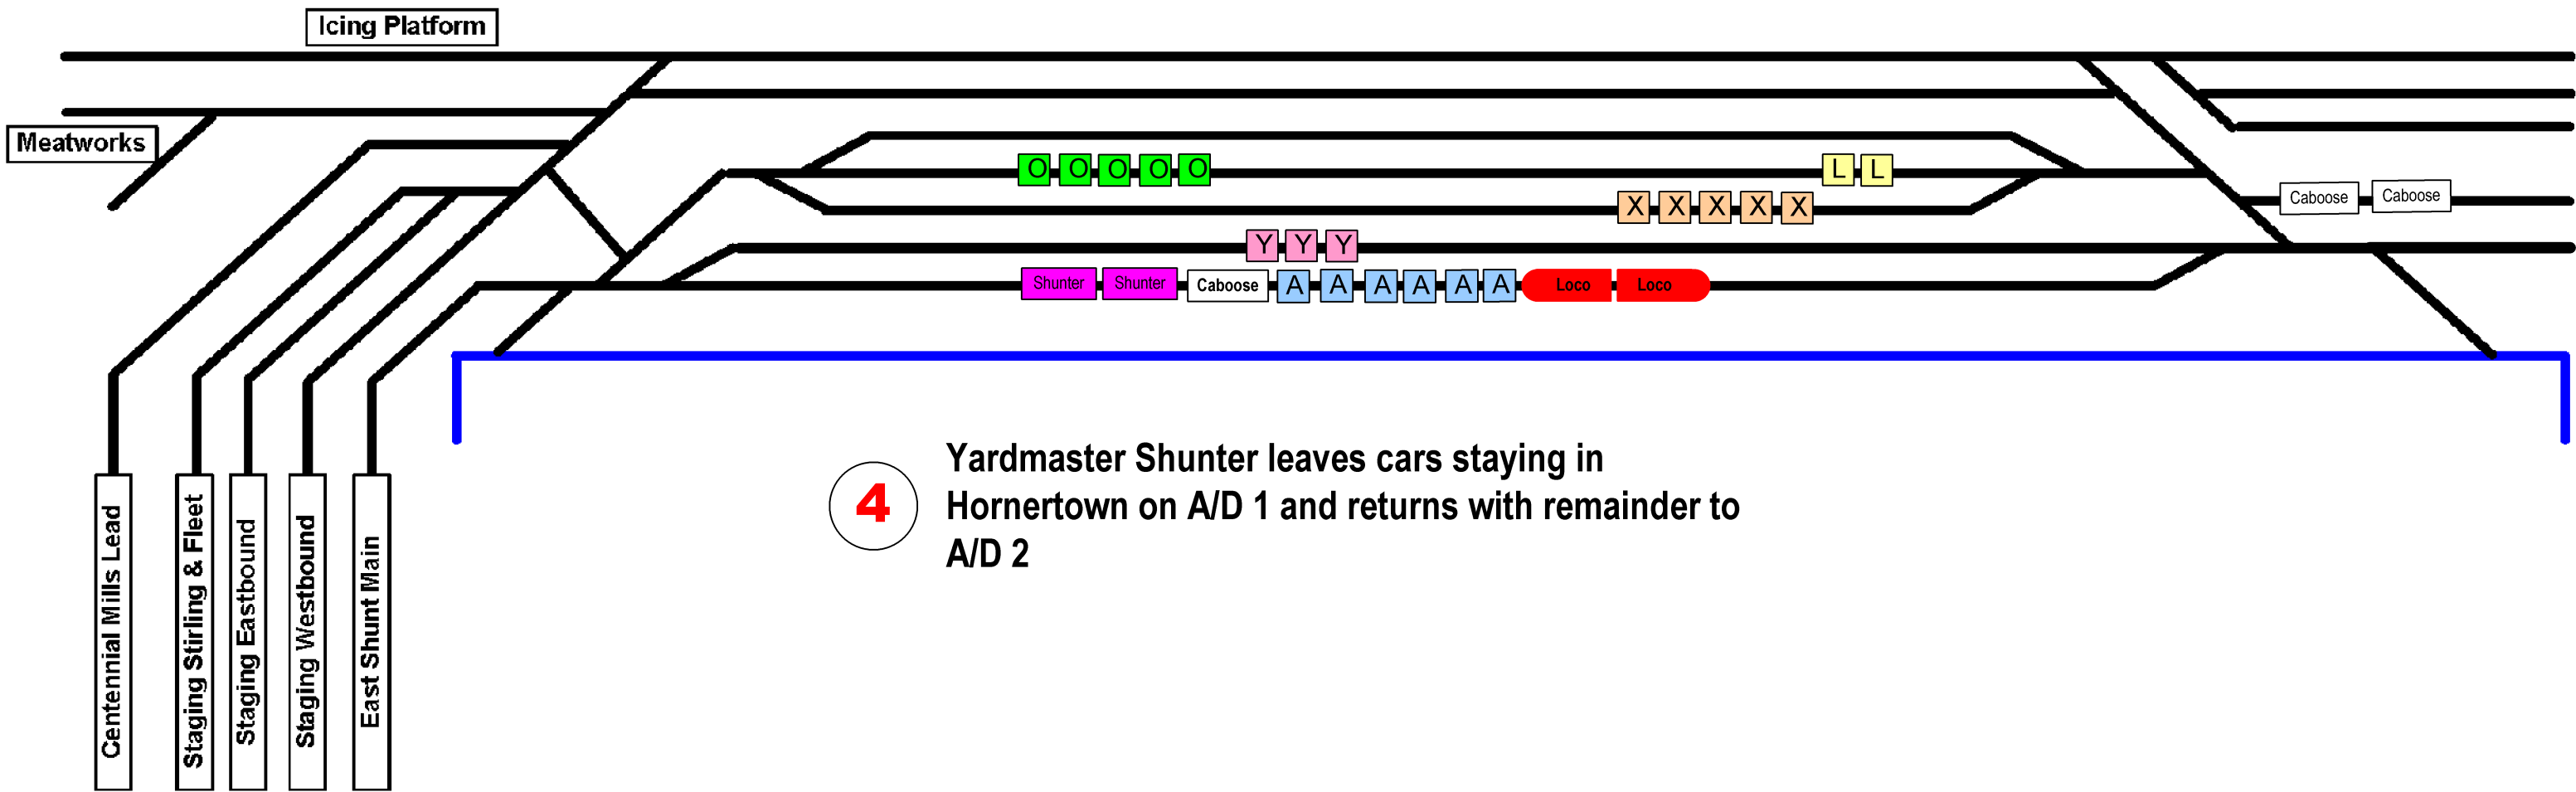 Icing Platform
Meatworks
O O O O O
L L
X X X X X
Caboose Caboose
Y Y Y
Shunter Shunter Caboose A A A A A A Loco Loco
Centennial Mills Lead
Staging Stirling & Fleet
Staging Eastbound
Staging Westbound
East Shunt Main
4
Yardmaster Shunter leaves cars staying in
Hornertown on A/D 1 and returns with remainder to
A/D 2